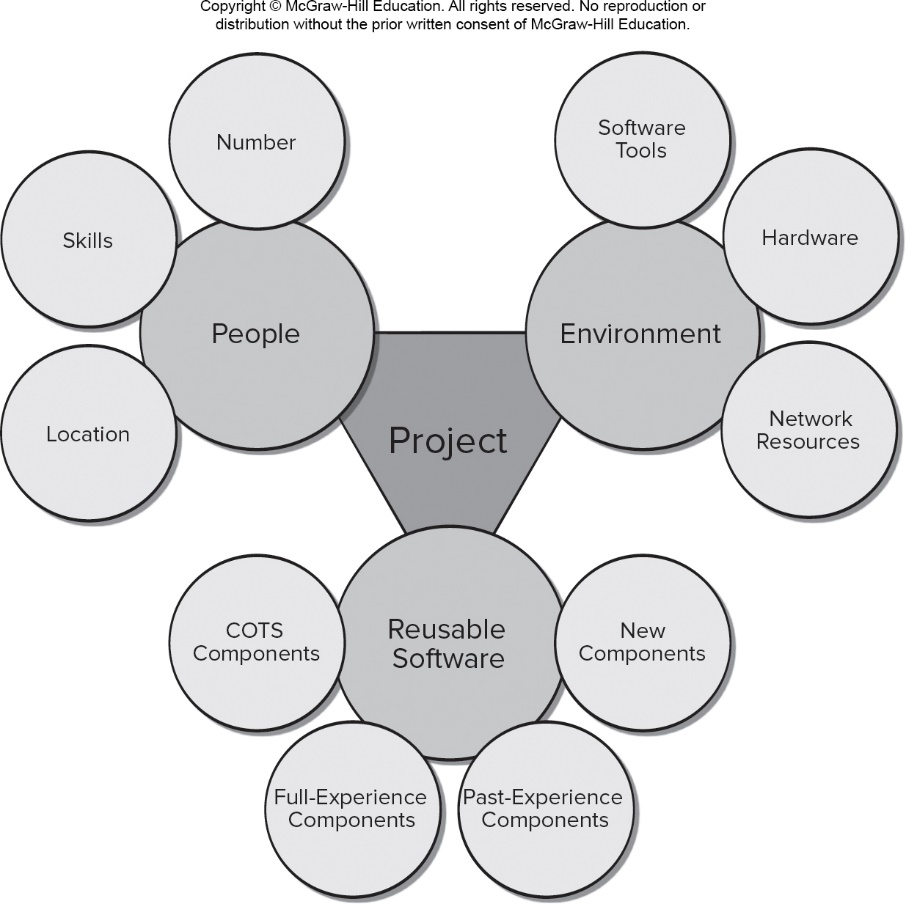 Copyright © McGraw-Hill Education. All rights reserved. No reproduction or
distribution without the prior written consent of McGraw-Hill Education.
Number
Software
Tools
Skills
Hardware
People
Environment
Location
Project
Network
Resources
COTS
Components
Reusable
Software
New
Components
Full-Experience
Components
Past-Experience
Components